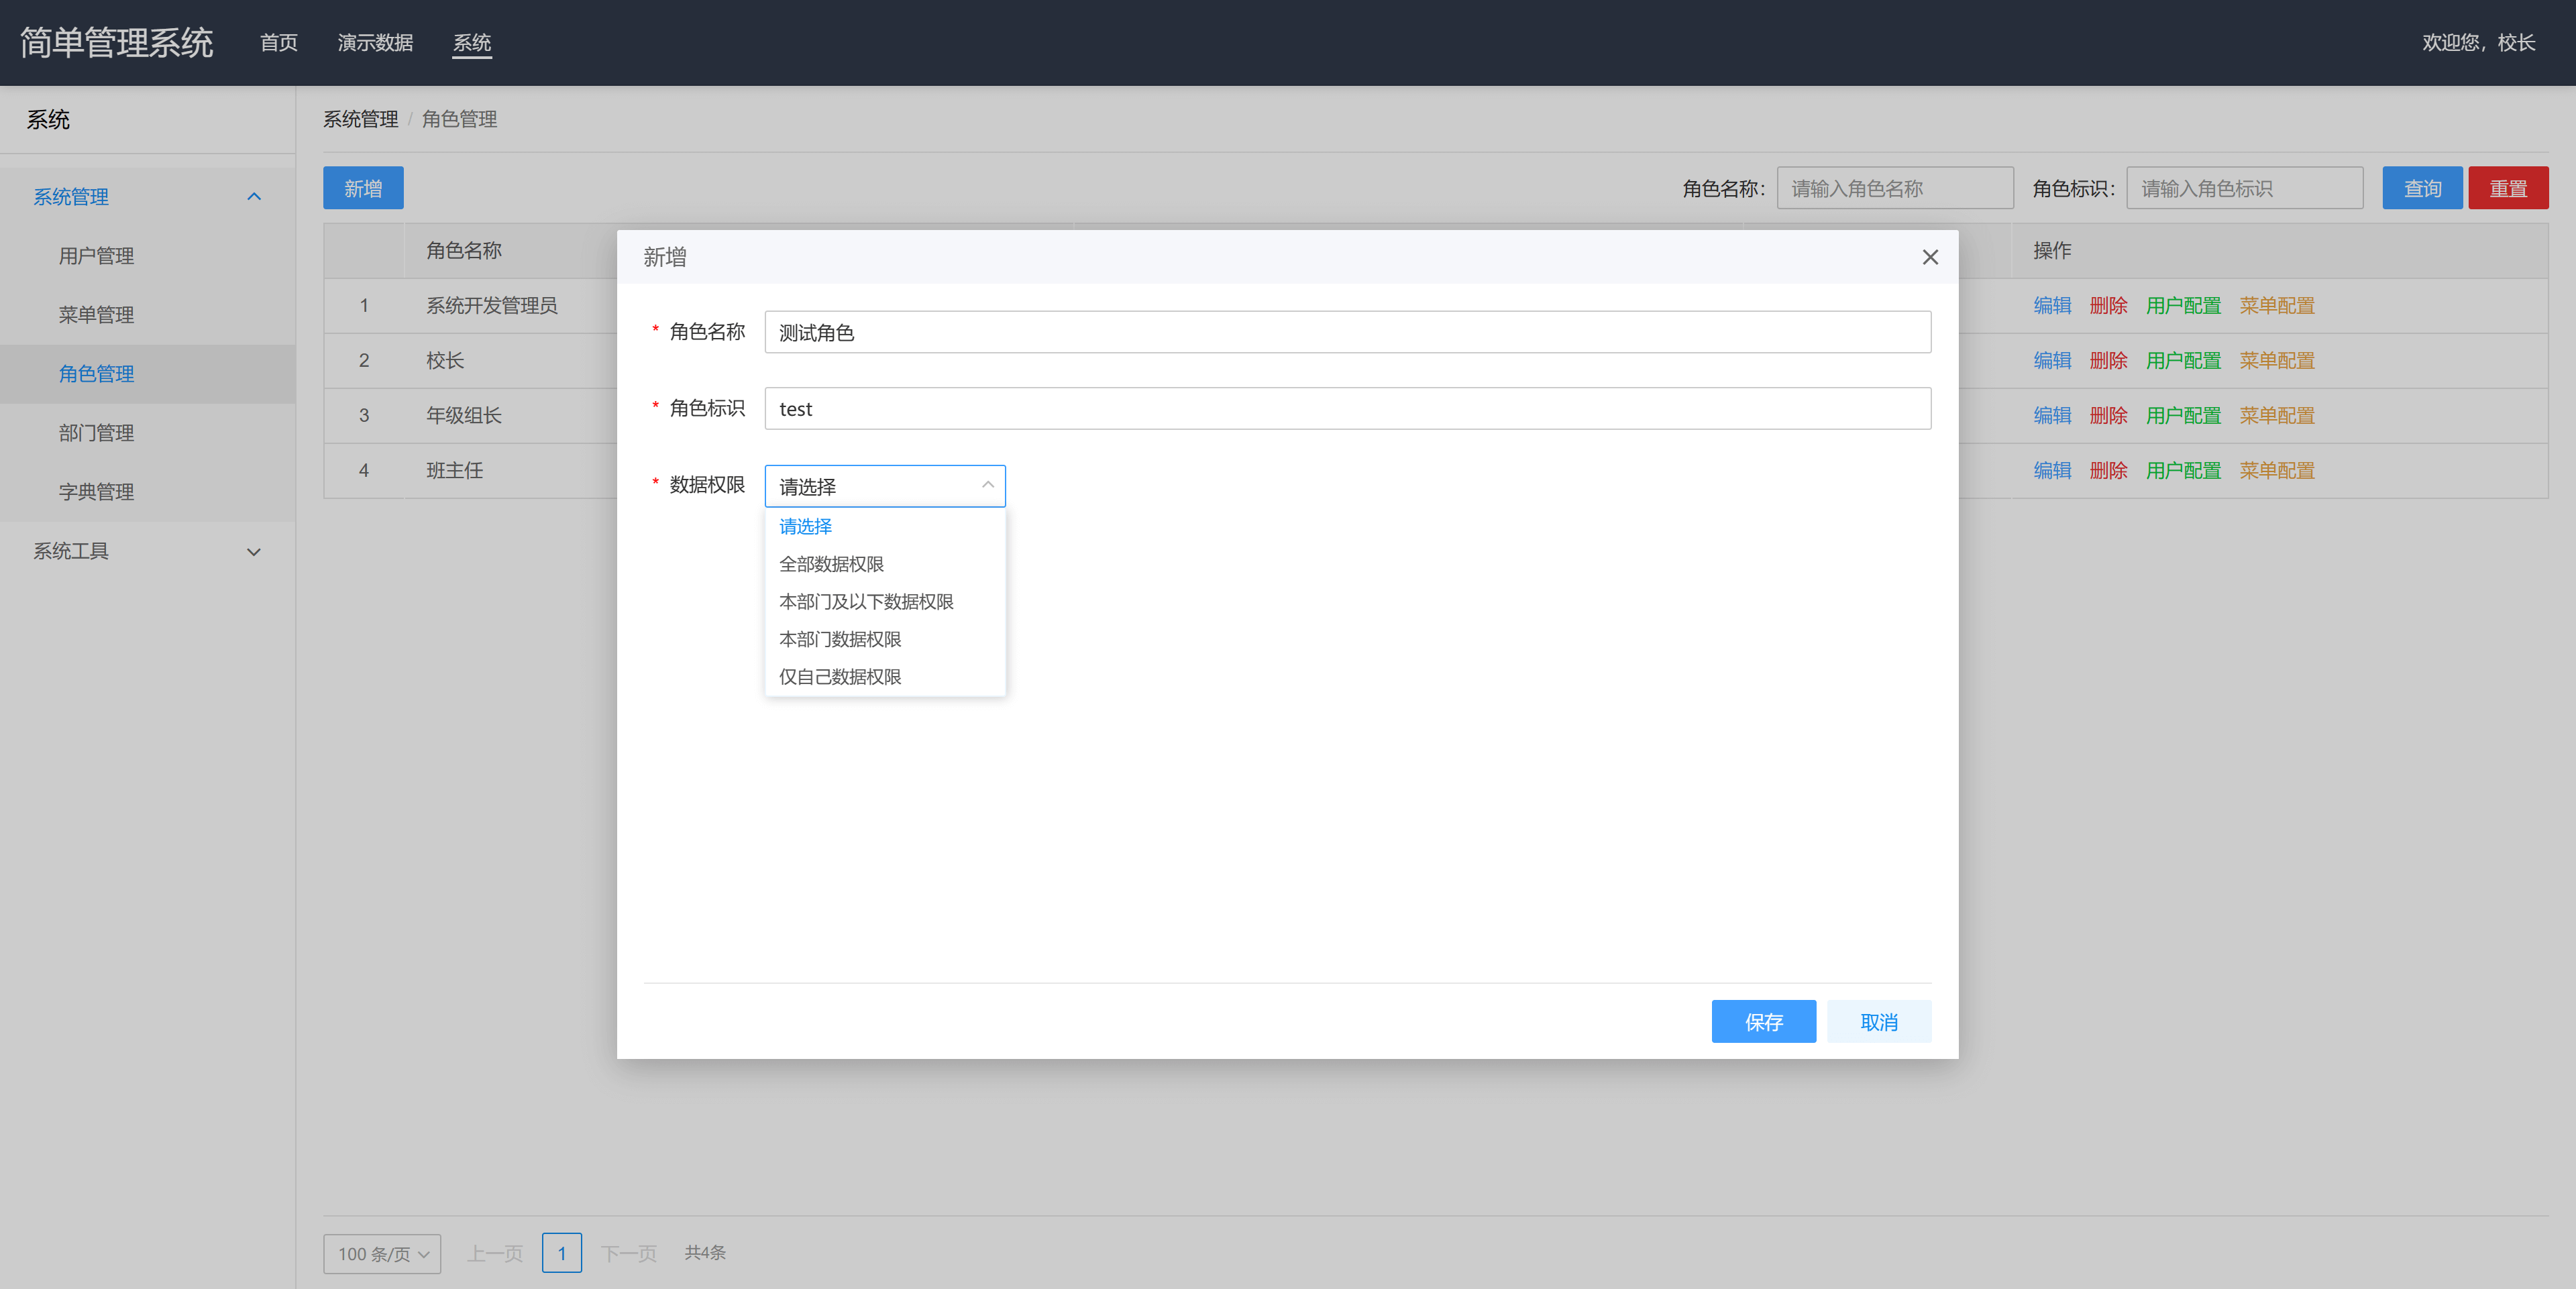 简单管理系统 首页 演示数据 系统 欢迎您，校长
系统
系统管理
用户管理
菜单管理
角色管理
部门管理
字典管理
系统工具
系统管理 / 角色管理
新增 角色名称： 请输入角色名称 角色标识： 请输入角色标识 查询 重置
角色名称 操作
1 系统开发管理员 编辑 删除 用户配置 菜单配置
2 校长 编辑 删除 用户配置 菜单配置
3 年级组长 编辑 删除 用户配置 菜单配置
4 班主任 编辑 删除 用户配置 菜单配置
新增
* 角色名称 测试角色
* 角色标识 test
* 数据权限 请选择
请选择
全部数据权限
本部门及以下数据权限
本部门数据权限
仅自己数据权限
保存 取消
100 条/页 上一页 1 下一页 共4条